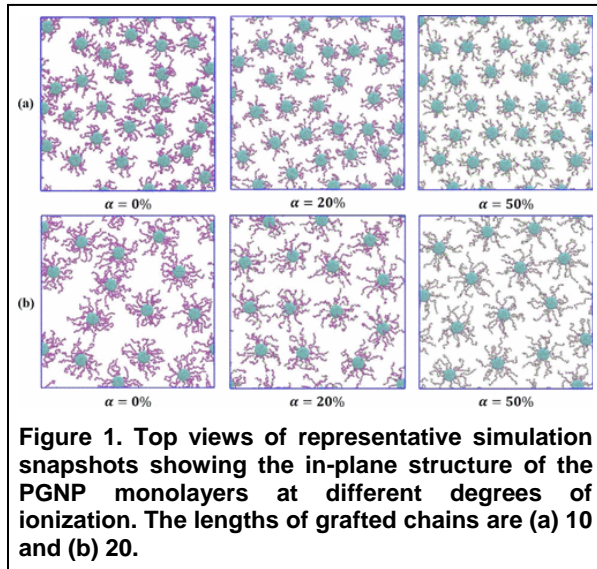 (a)
α = 0% α = 20% α = 50%
(b)
α = 0% α = 20% α = 50%
Figure 1. Top views of representative simulation
snapshots showing the in-plane structure of the
PGNP monolayers at different degrees of
ionization. The lengths of grafted chains are (a) 10
and (b) 20.